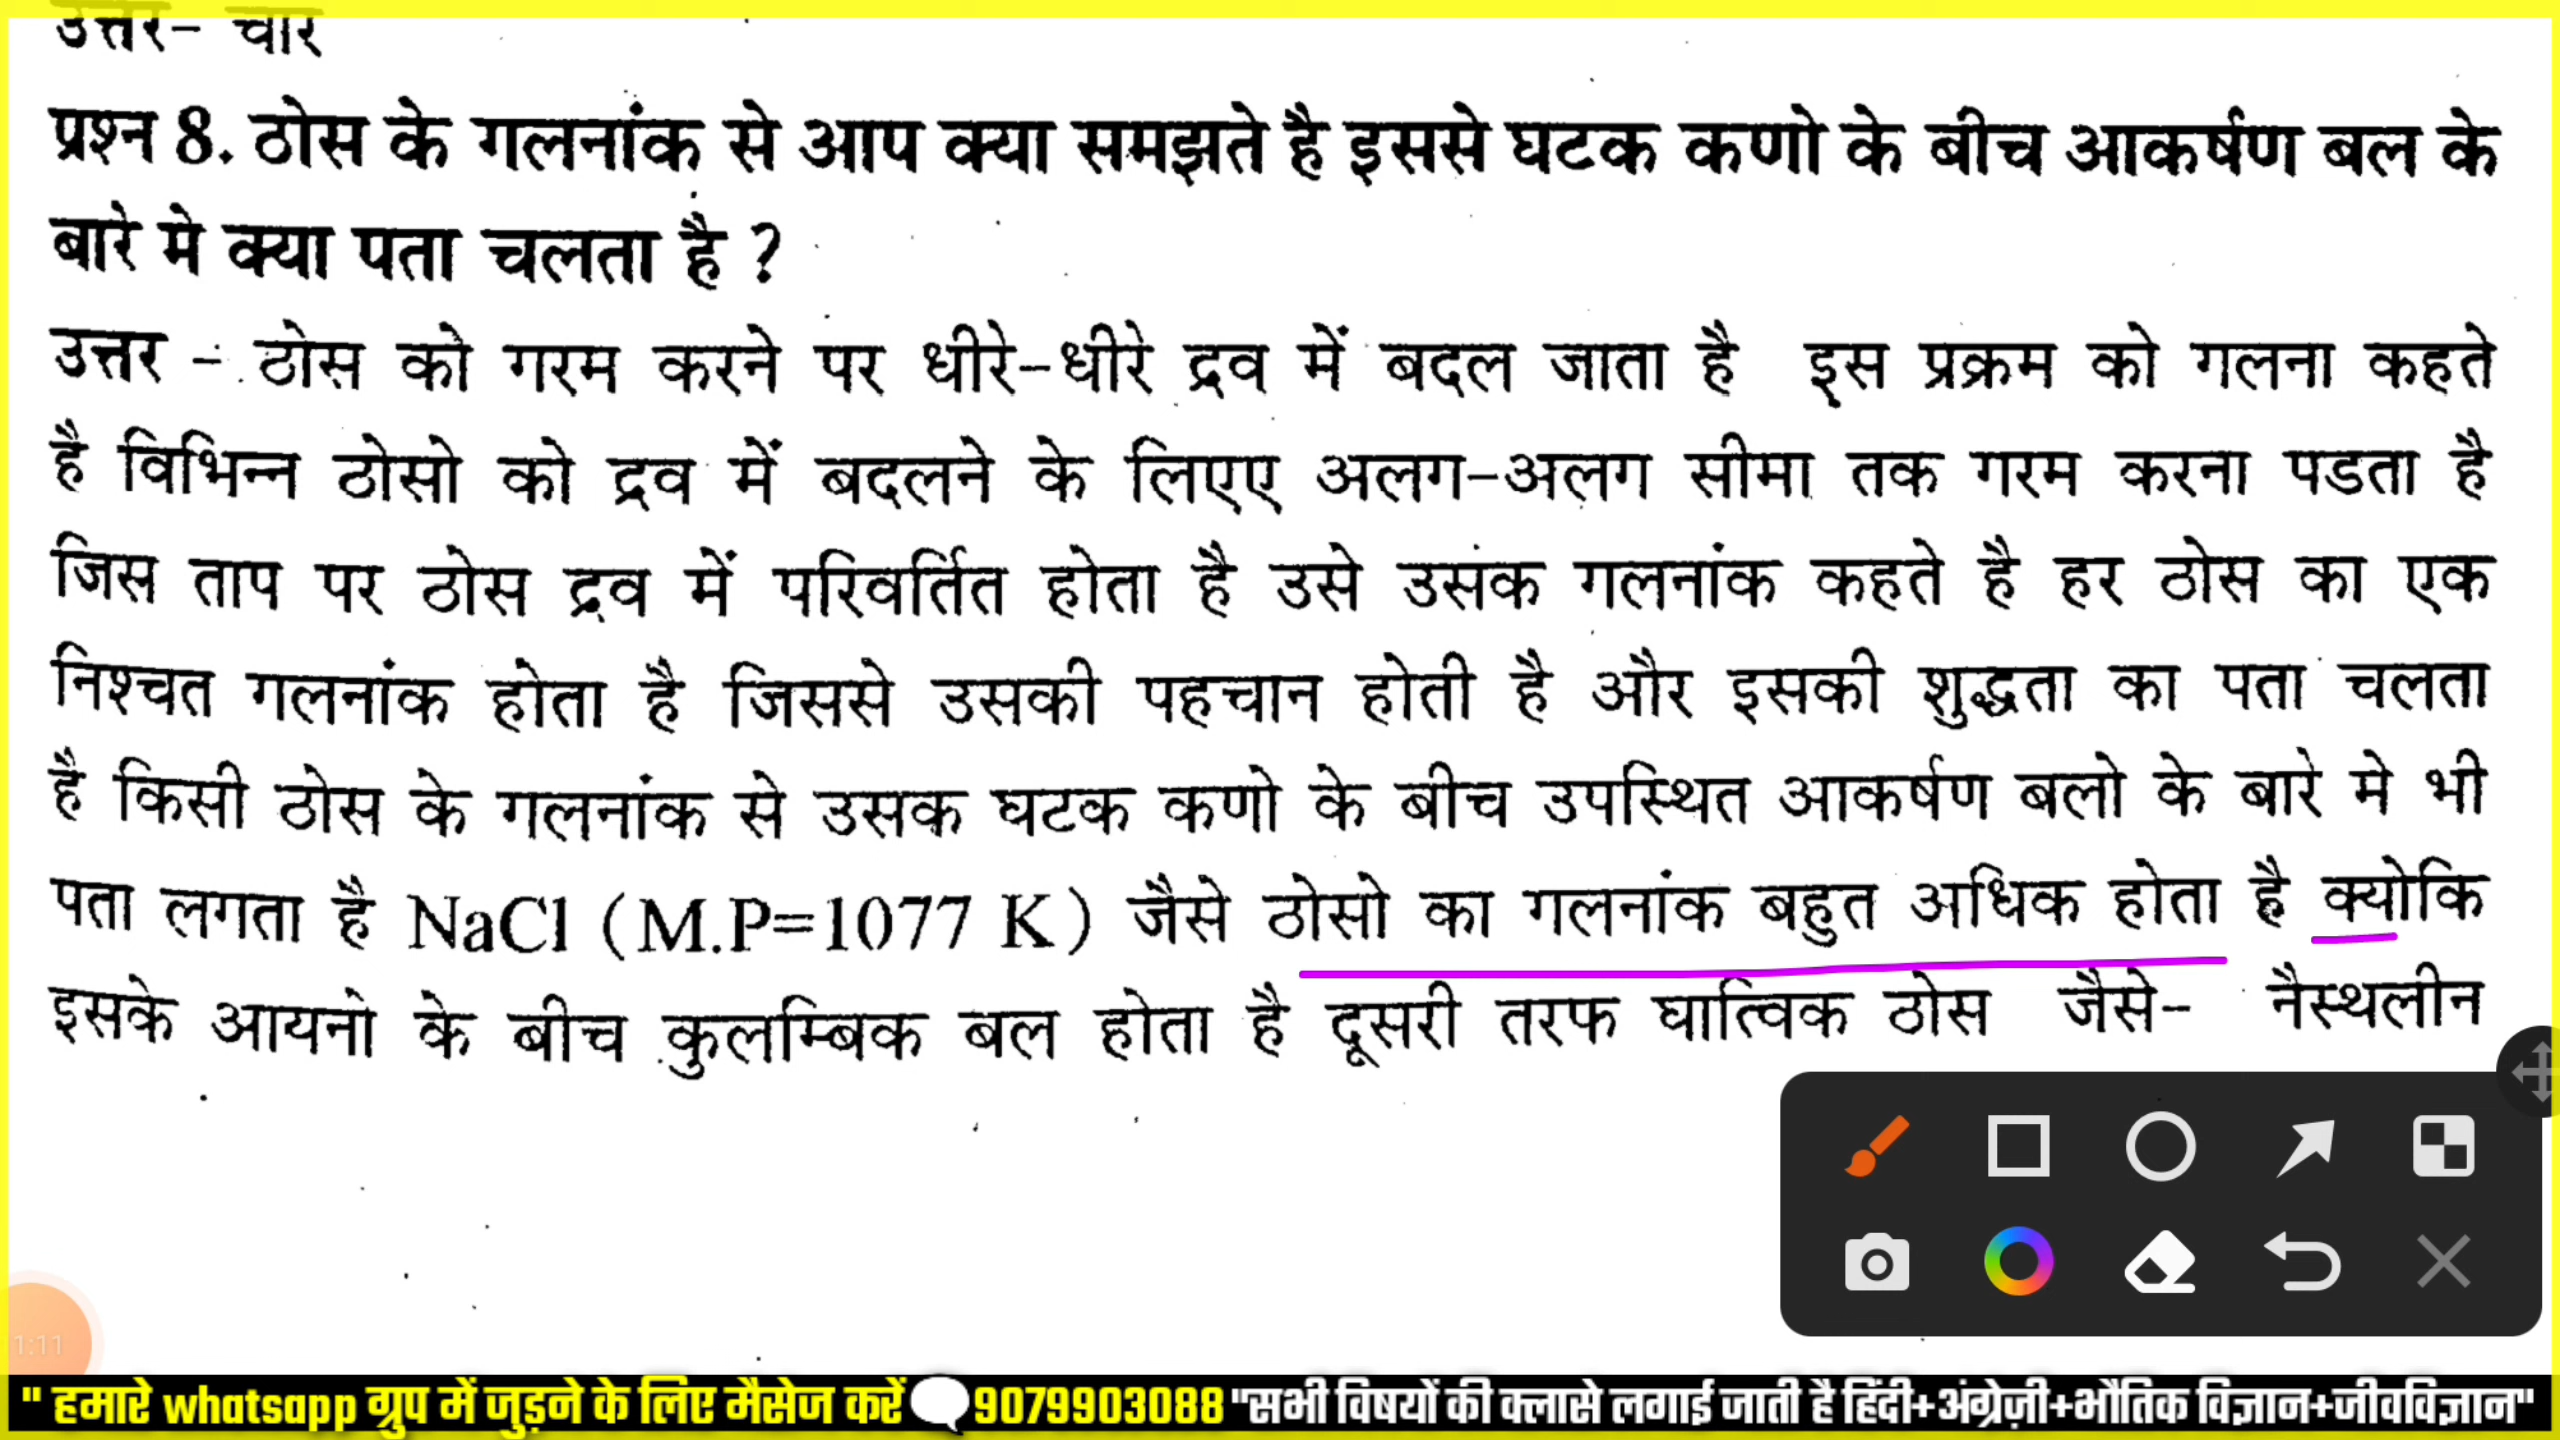 उत्तर– चार
प्रश्न 8. ठोस के गलनांक से आप क्या समझते है इससे घटक कणो के बीच आकर्षण बल के
बारे मे क्या पता चलता है ?
उत्तर – ठोस को गरम करने पर धीरे–धीरे द्रव में बदल जाता है इस प्रक्रम को गलना कहते
है विभिन्न ठोसो को द्रव में बदलने के लिएए अलग–अलग सीमा तक गरम करना पडता है
जिस ताप पर ठोस द्रव में परिवर्तित होता है उसे उसंक गलनांक कहते है हर ठोस का एक
निश्चत गलनांक होता है जिससे उसकी पहचान होती है और इसकी शुद्धता का पता चलता
है किसी ठोस के गलनांक से उसक घटक कणो के बीच उपस्थित आकर्षण बलो के बारे मे भी
पता लगता है NaCl (M.P=1077 K) जैसे ठोसो का गलनांक बहुत अधिक होता है क्योकि
इसके आयनो के बीच कुलम्बिक बल होता है दूसरी तरफ घात्विक ठोस जैसे– नैस्थलीन
1:11
" हमारे whatsapp ग्रुप में जुड़ने के लिए मैसेज करें 9079903088 "सभी विषयों की क्लासे लगाई जाती है हिंदी+अंग्रेज़ी+भौतिक विज्ञान+जीवविज्ञान"